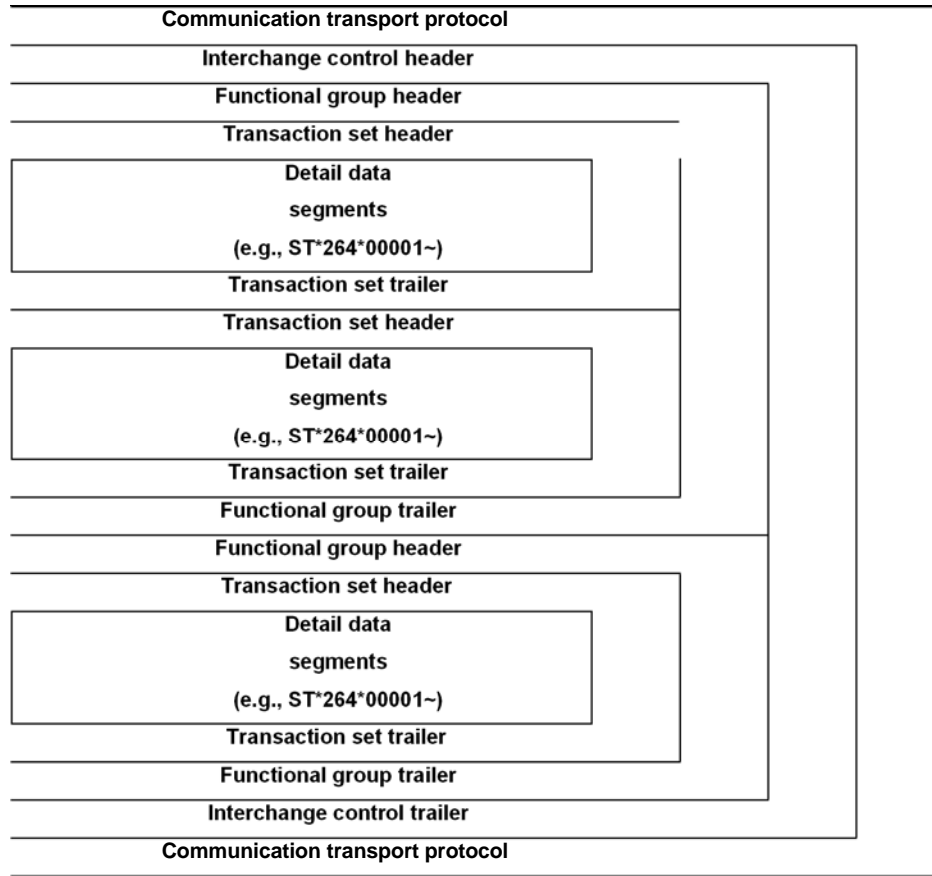 Communication transport protocol
Interchange control header
Functional group header
Transaction set header
Detail data
segments
(e.g., ST*264*00001~)
Transaction set trailer
Transaction set header
Detail data
segments
(e.g., ST*264*00001~)
Transaction set trailer
Functional group trailer
Functional group header
Transaction set header
Detail data
segments
(e.g., ST*264*00001~)
Transaction set trailer
Functional group trailer
Interchange control trailer
Communication transport protocol